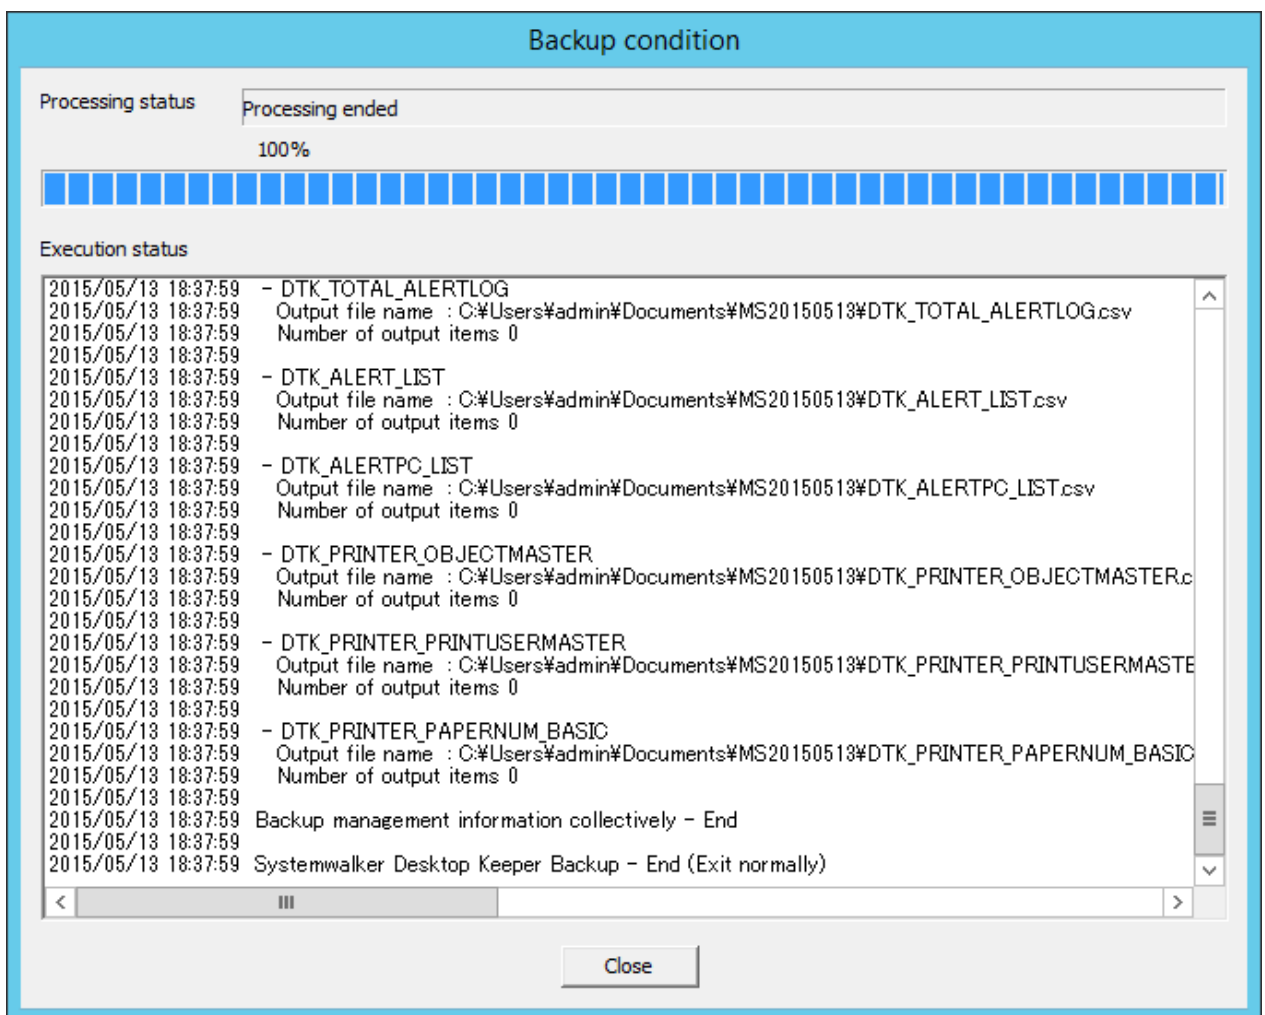 Backup condition
Processing status
Processing ended
100%
Execution status
2015/05/13 18:37:59 - DTK_TOTAL_ALERTLOG
2015/05/13 18:37:59 Output file name : C:¥Users¥admin¥Documents¥MS20150513¥DTK_TOTAL_ALERTLOG.csv
2015/05/13 18:37:59 Number of output items 0
2015/05/13 18:37:59
2015/05/13 18:37:59 - DTK_ALERT_LIST
2015/05/13 18:37:59 Output file name : C:¥Users¥admin¥Documents¥MS20150513¥DTK_ALERT_LIST.csv
2015/05/13 18:37:59 Number of output items 0
2015/05/13 18:37:59
2015/05/13 18:37:59 - DTK_ALERTPC_LIST
2015/05/13 18:37:59 Output file name : C:¥Users¥admin¥Documents¥MS20150513¥DTK_ALERTPC_LIST.csv
2015/05/13 18:37:59 Number of output items 0
2015/05/13 18:37:59
2015/05/13 18:37:59 - DTK_PRINTER_OBJECTMASTER
2015/05/13 18:37:59 Output file name : C:¥Users¥admin¥Documents¥MS20150513¥DTK_PRINTER_OBJECTMASTER.c
2015/05/13 18:37:59 Number of output items 0
2015/05/13 18:37:59
2015/05/13 18:37:59 - DTK_PRINTER_PRINTUSERMASTER
2015/05/13 18:37:59 Output file name : C:¥Users¥admin¥Documents¥MS20150513¥DTK_PRINTER_PRINTUSERMASTE
2015/05/13 18:37:59 Number of output items 0
2015/05/13 18:37:59
2015/05/13 18:37:59 - DTK_PRINTER_PAPERNUM_BASIC
2015/05/13 18:37:59 Output file name : C:¥Users¥admin¥Documents¥MS20150513¥DTK_PRINTER_PAPERNUM_BASIC
2015/05/13 18:37:59 Number of output items 0
2015/05/13 18:37:59
2015/05/13 18:37:59 Backup management information collectively - End
2015/05/13 18:37:59
2015/05/13 18:37:59 Systemwalker Desktop Keeper Backup - End (Exit normally)
Close